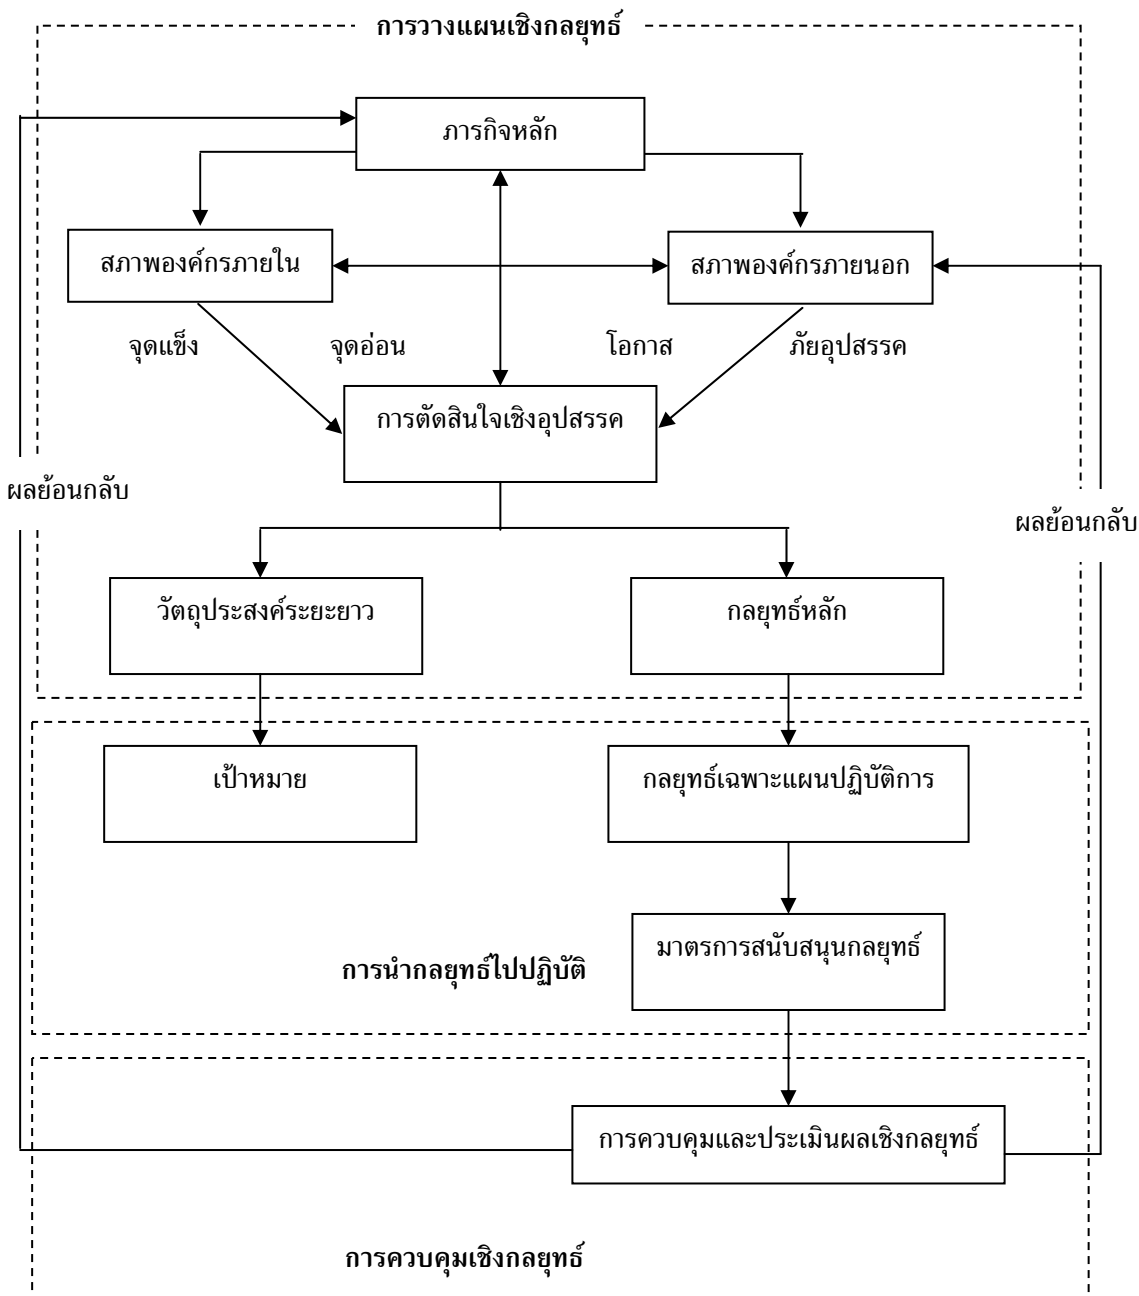 การวางแผนเชิงกลยุทธ์
ภารกิจหลัก
สภาพองค์กรภายใน
สภาพองค์กรภายนอก
จุดแข็ง
จุดอ่อน
โอกาส
ภัยอุปสรรค
การตัดสินใจเชิงอุปสรรค
ผลย้อนกลับ
ผลย้อนกลับ
วัตถุประสงค์ระยะยาว
กลยุทธ์หลัก
เป้าหมาย
กลยุทธ์เฉพาะแผนปฏิบัติการ
มาตรการสนับสนุนกลยุทธ์
การนำกลยุทธ์ไปปฏิบัติ
การควบคุมและประเมินผลเชิงกลยุทธ์
การควบคุมเชิงกลยุทธ์